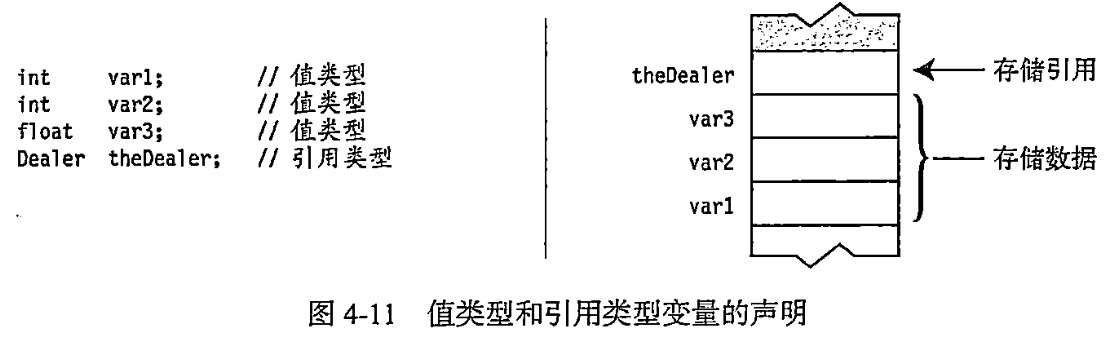 int var1; // 值类型
int var2; // 值类型
float var3; // 值类型
Dealer theDealer; // 引用类型
theDealer
var3
var2
var1
存储引用
存储数据
图 4-11 值类型和引用类型变量的声明